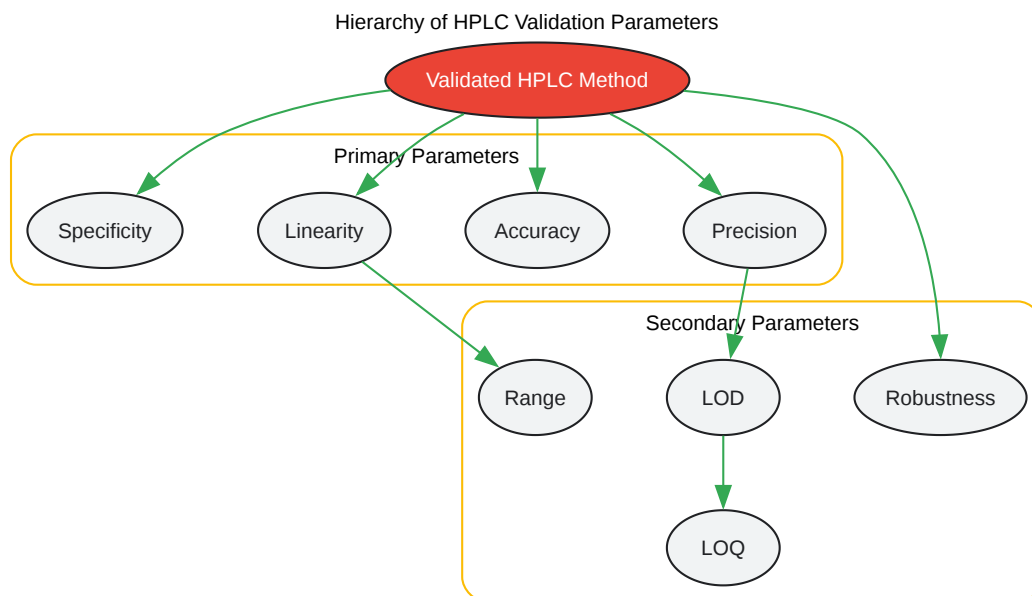 Hierarchy of HPLC Validation Parameters
Validated HPLC Method
Primary Parameters
Specificity
Linearity
Accuracy
Precision
Secondary Parameters
Range
LOD
Robustness
LOQ